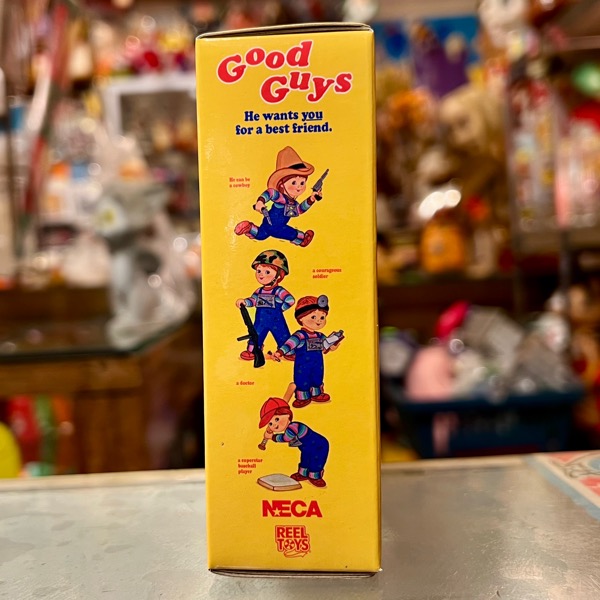 Good
Guys
He wants you
for a best friend.
He can be
a cowboy
a courageous
soldier
a doctor
a superstar
baseball
player
NECA
REEL
TOYS